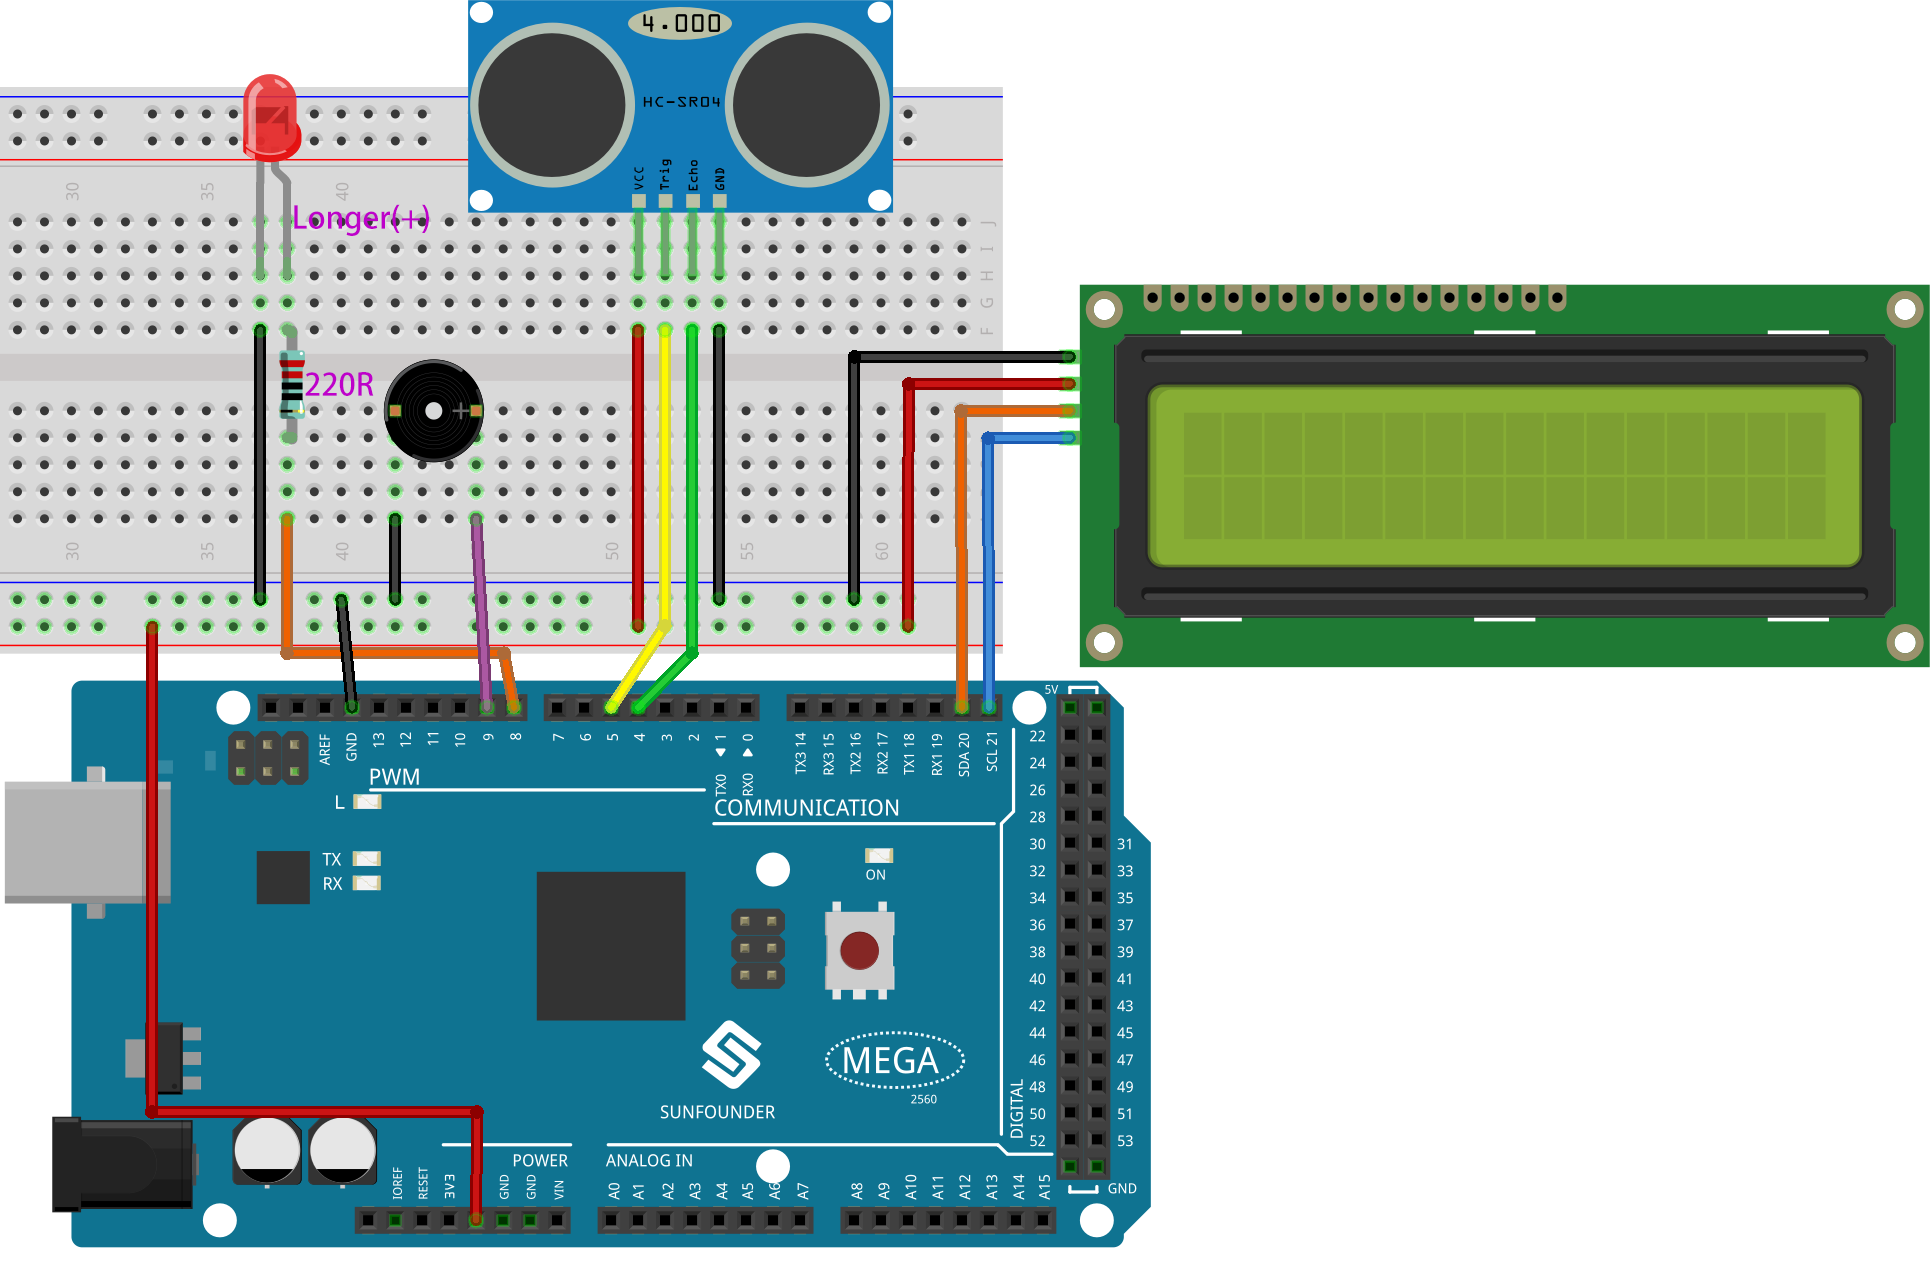 4.000
HC-SR04
VCC
Trig
Echo
GND
30
35
40
Longer(+)
J
I
H
G
F
220R
+
30
35
40
50
55
60
5V
AREF
GND
13
12
11
10
9
8
7
6
5
4
3
2
TX0 ◀ 1
RX0 ▶ 0
TX3 14
RX3 15
TX2 16
RX2 17
TX1 18
RX1 19
SDA 20
SCL 21
PWM
COMMUNICATION
L
TX
RX
ON
22
24
26
28
30 31
32 33
34 35
36 37
38 39
40 41
42 43
44 45
46 47
48 49
50 51
52 53
DIGITAL
GND
MEGA
2560
SUNFOUNDER
POWER
ANALOG IN
IOREF
RESET
3V3
GND
GND
VIN
A0
A1
A2
A3
A4
A5
A6
A7
A8
A9
A10
A11
A12
A13
A14
A15